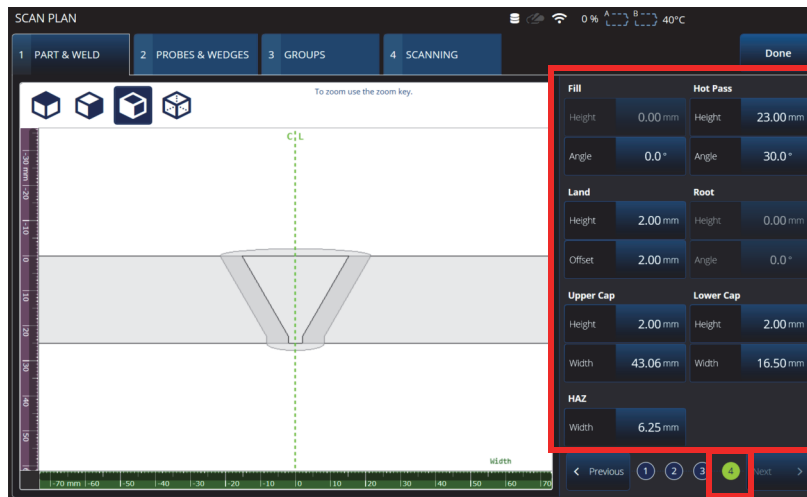 SCAN PLAN
0 % A B 40°C
1 PART & WELD 2 PROBES & WEDGES 3 GROUPS 4 SCANNING Done
To zoom use the zoom key.
C L
-30 mm -20 -10 0 10 20 30 40 50
Width
-70 mm -60 -50 -40 -30 -20 -10 0 10 20 30 40 50 60 70
Fill Hot Pass
Height 0.00 mm Height 23.00 mm
Angle 0.0 ° Angle 30.0 °
Land Root
Height 2.00 mm Height 0.00 mm
Offset 2.00 mm Angle 0.0 °
Upper Cap Lower Cap
Height 2.00 mm Height 2.00 mm
Width 43.06 mm Width 16.50 mm
HAZ
Width 6.25 mm
< Previous 1 2 3 4 Next >